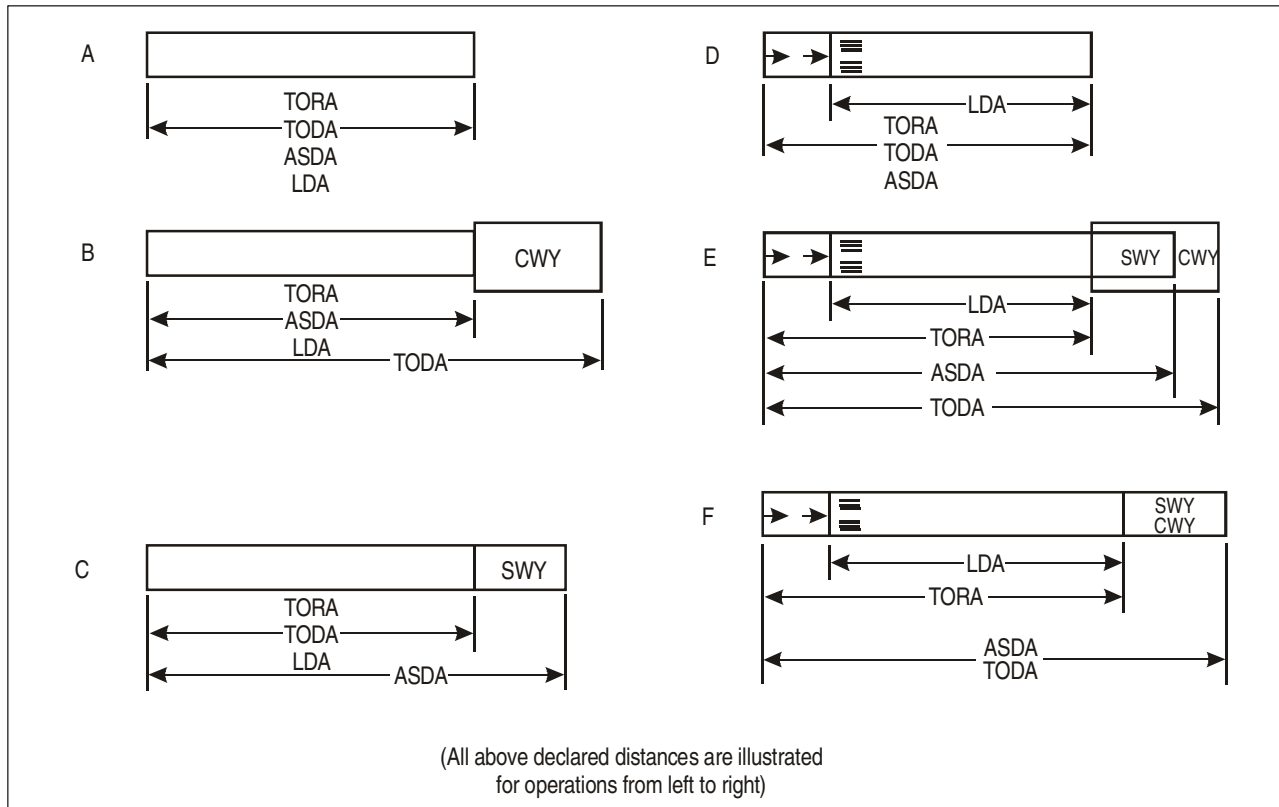 A
TORA
TODA
ASDA
LDA
B
CWY
TORA
ASDA
LDA
TODA
C
SWY
TORA
TODA
LDA
ASDA
D
LDA
TORA
TODA
ASDA
E
SWY
CWY
LDA
TORA
ASDA
TODA
F
SWY
CWY
LDA
TORA
ASDA
TODA
(All above declared distances are illustrated
for operations from left to right)